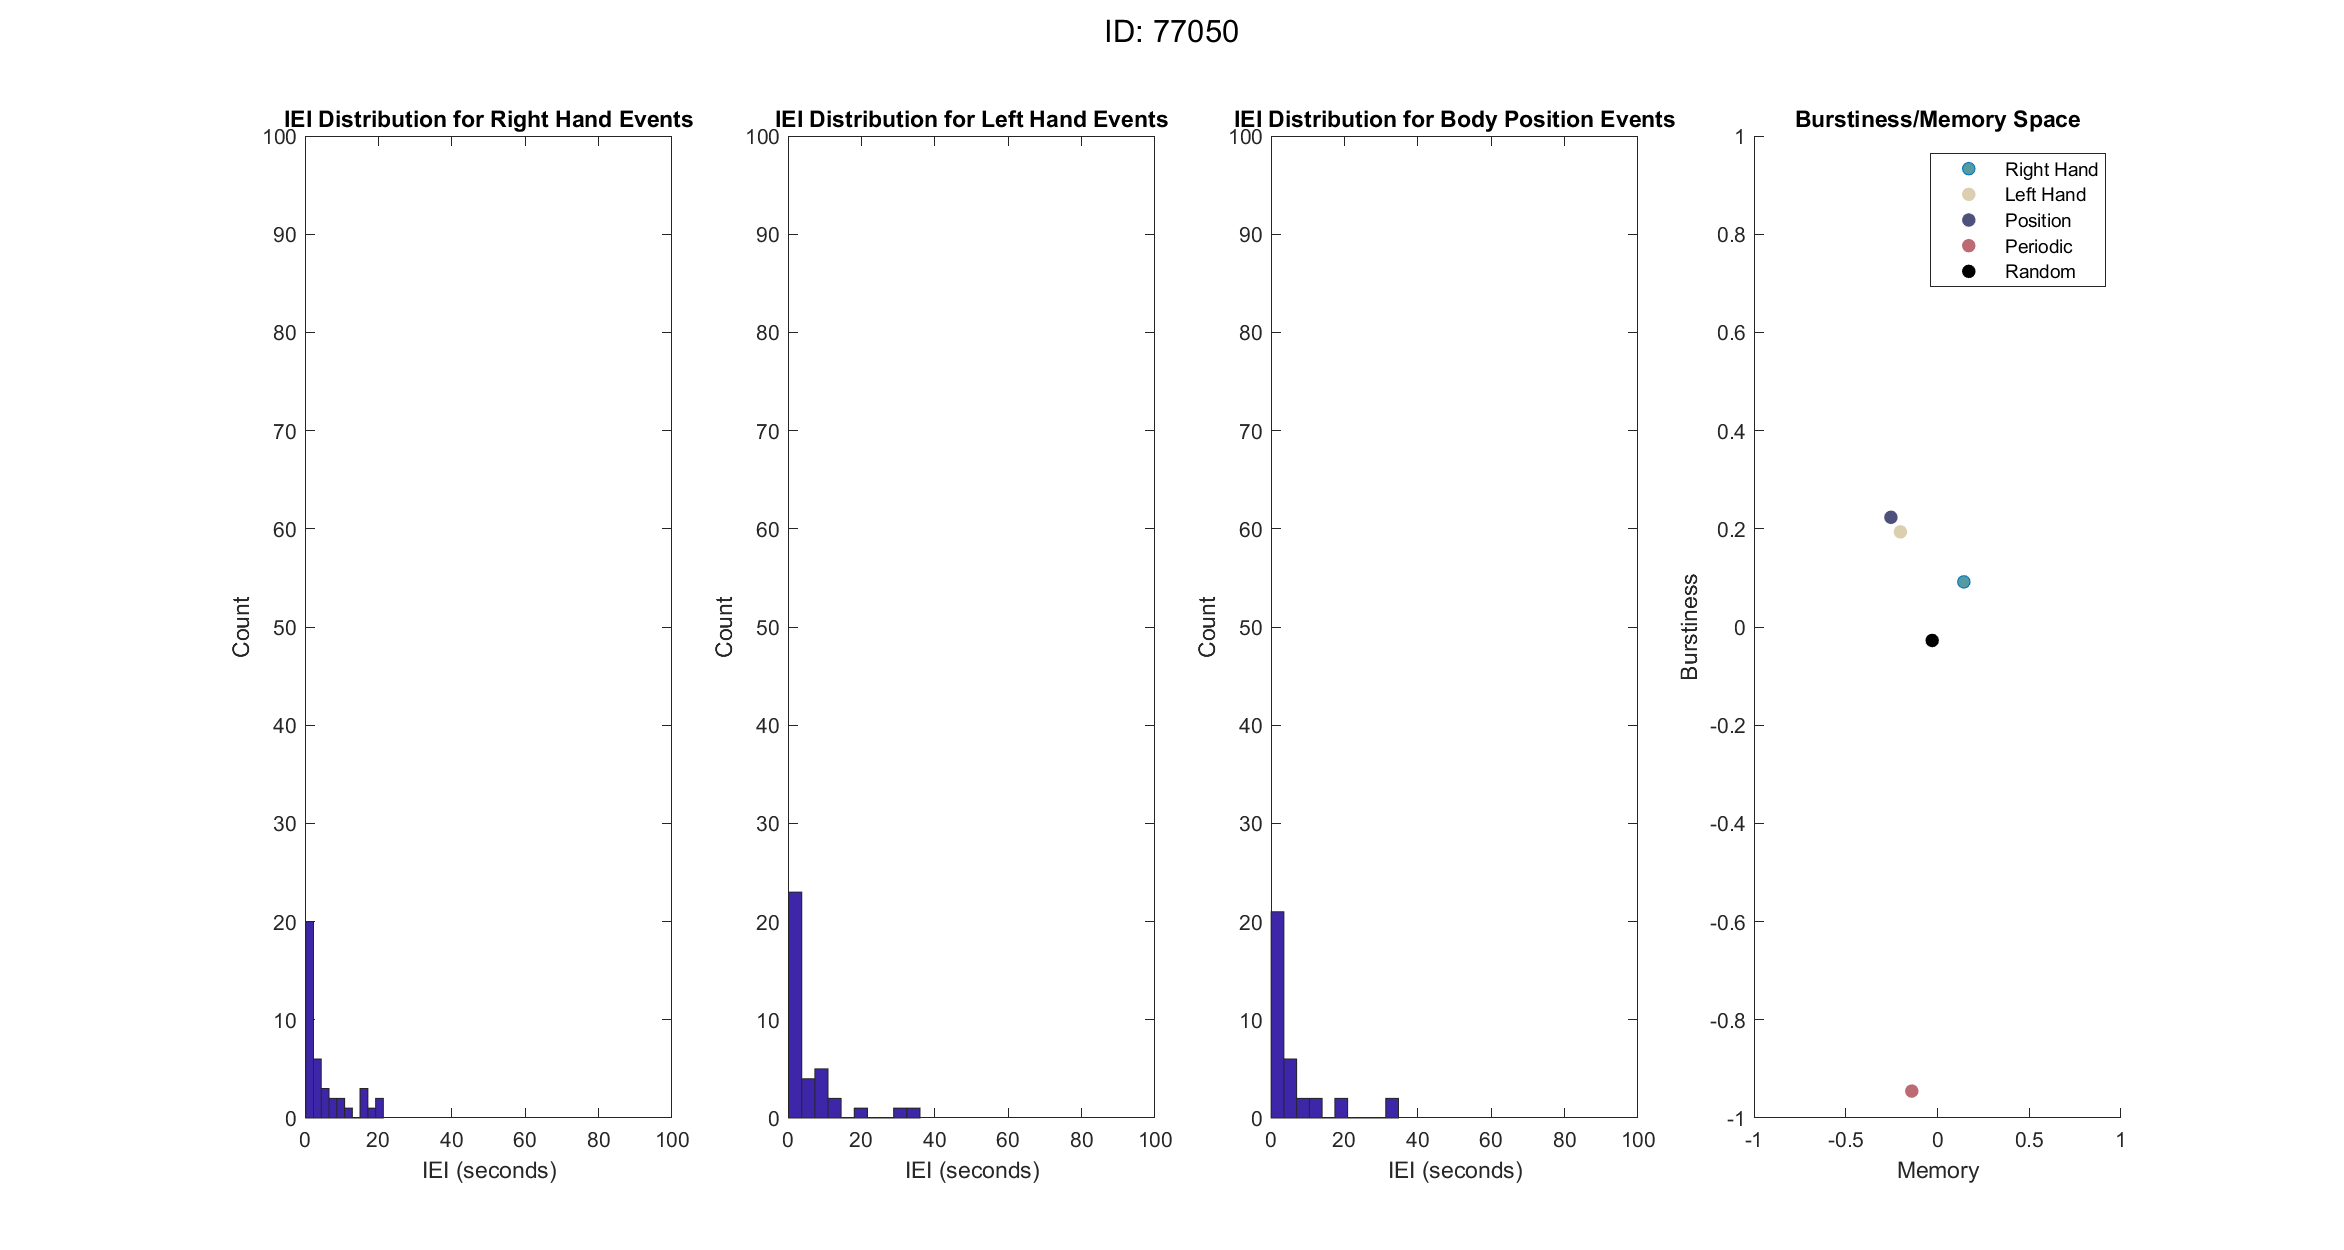 ID: 77050
IEI Distribution for Right Hand Events
100
90
80
70
60
50
40
30
20
10
0
Count
0 20 40 60 80 100
IEI (seconds)
IEI Distribution for Left Hand Events
100
90
80
70
60
50
40
30
20
10
0
Count
0 20 40 60 80 100
IEI (seconds)
IEI Distribution for Body Position Events
100
90
80
70
60
50
40
30
20
10
0
Count
0 20 40 60 80 100
IEI (seconds)
Burstiness/Memory Space
Right Hand
Left Hand
Position
Periodic
Random
1
0.8
0.6
0.4
0.2
0
-0.2
-0.4
-0.6
-0.8
-1
Burstiness
-1 -0.5 0 0.5 1
Memory